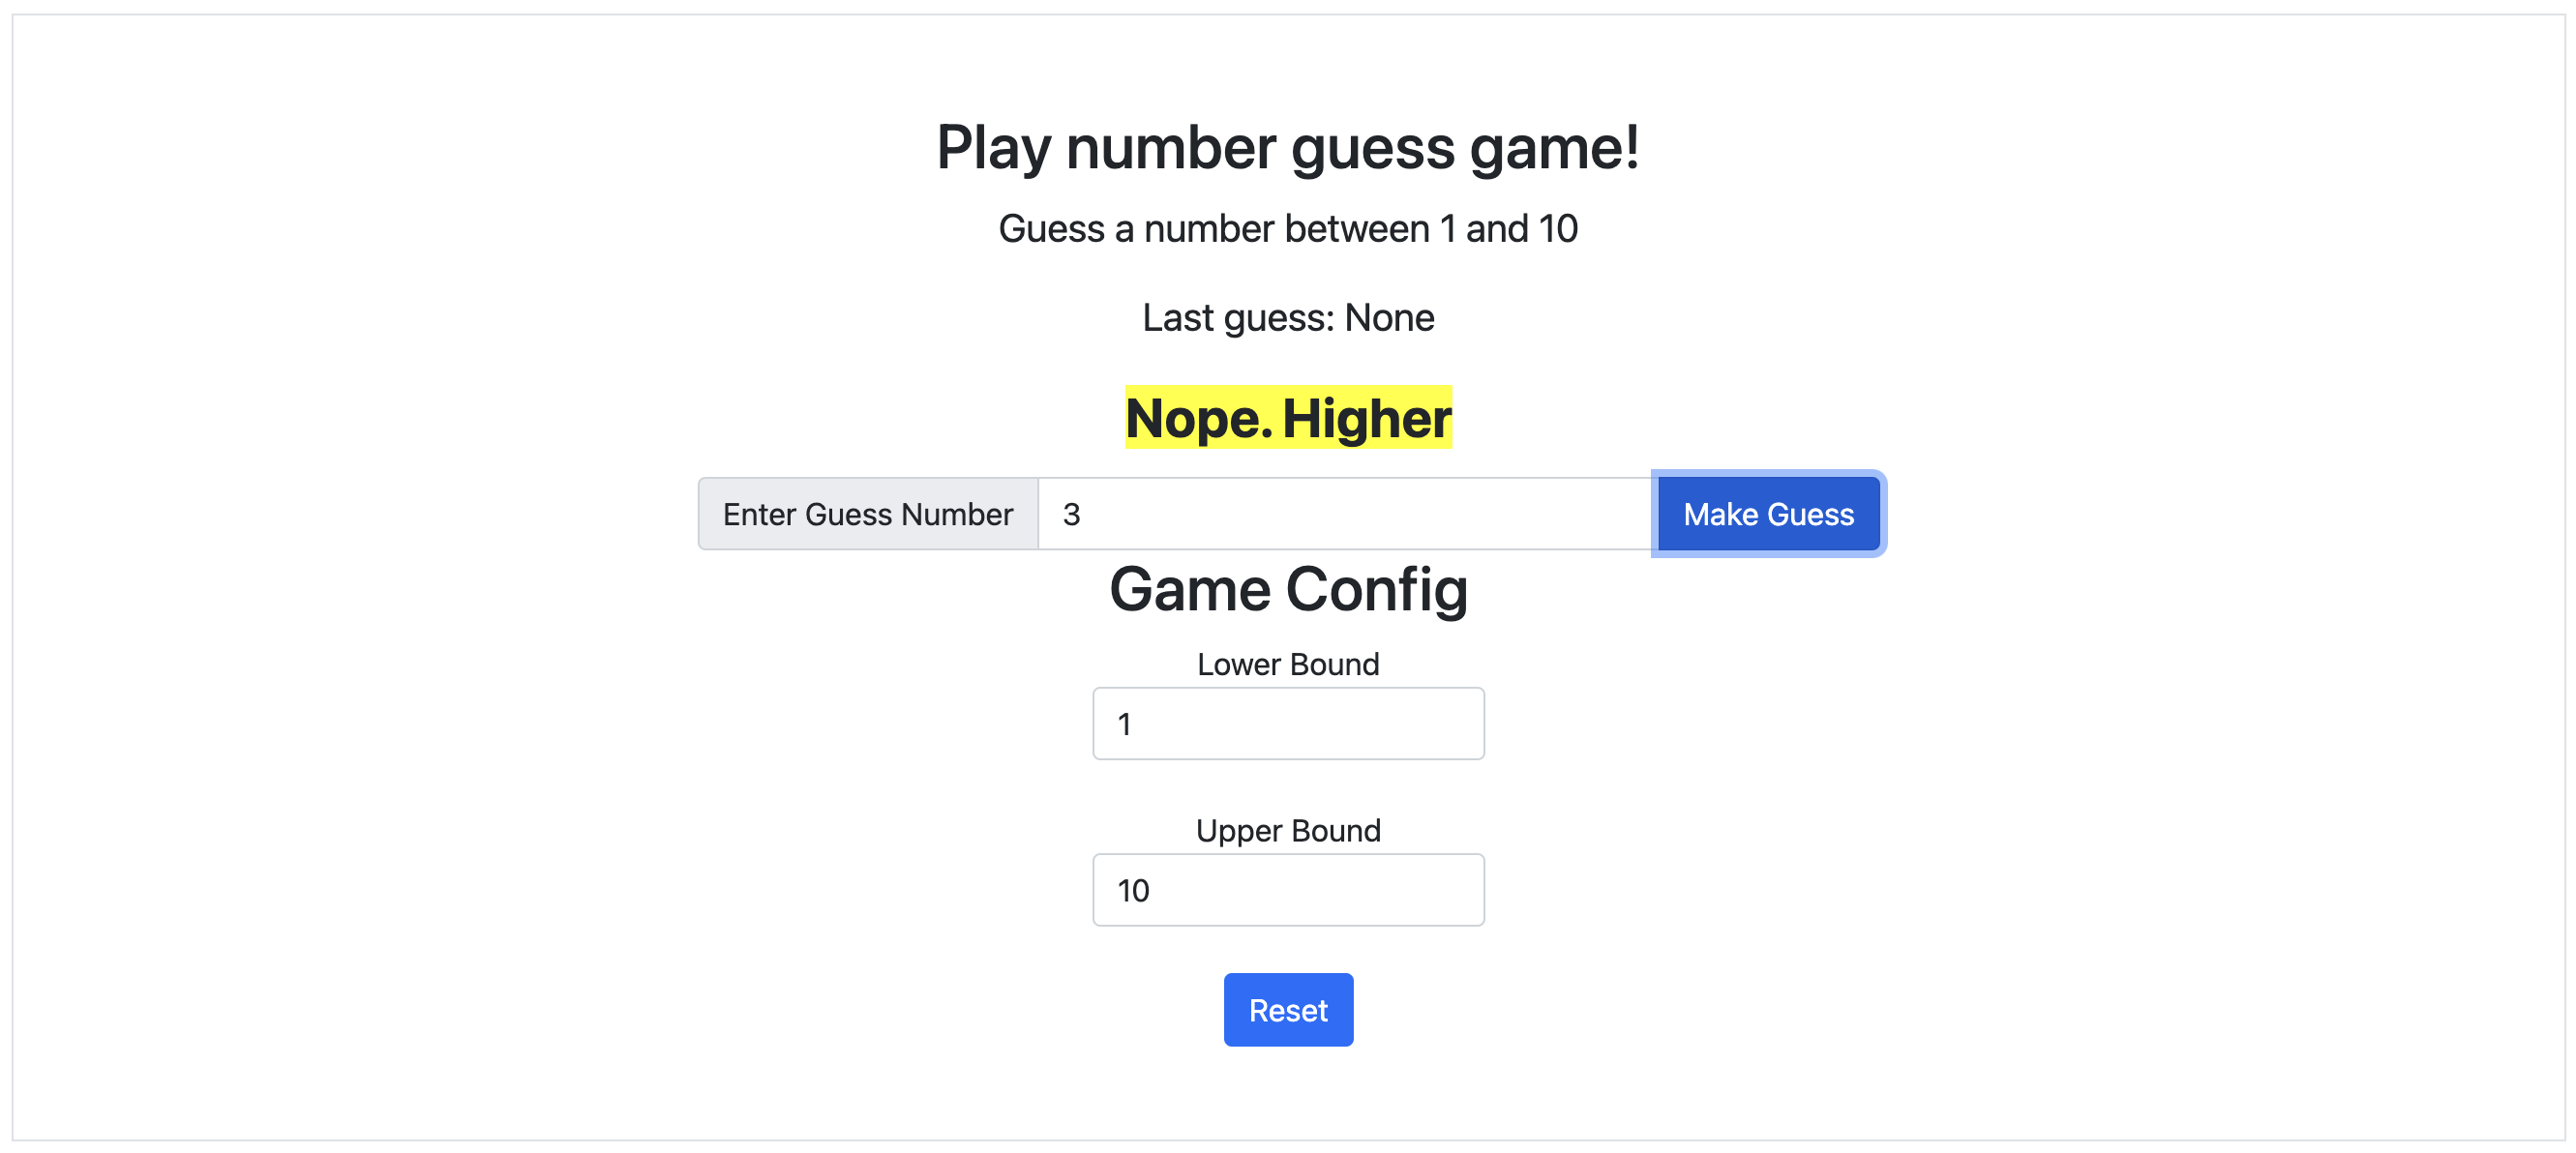 Play number guess game!
Guess a number between 1 and 10
Last guess: None
Nope. Higher
Enter Guess Number 3 Make Guess
Game Config
Lower Bound
1
Upper Bound
10
Reset